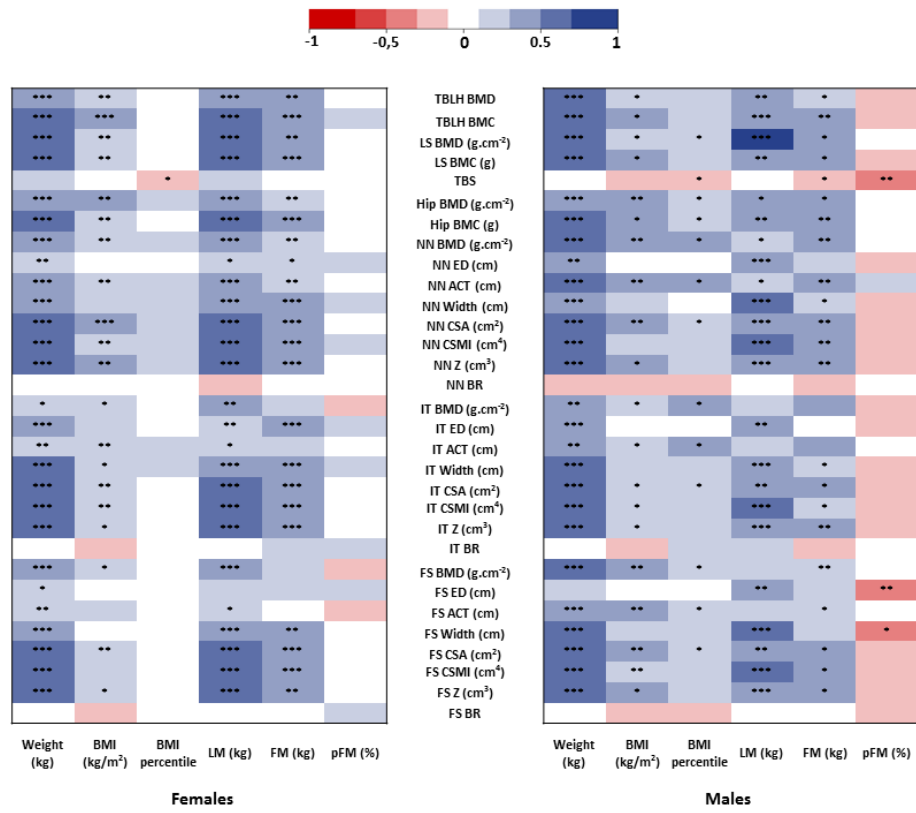 -1
-0,5
0
0.5
1
TBLH BMD
TBLH BMC
LS BMD (g.cm⁻²)
LS BMC (g)
TBS
Hip BMD (g.cm⁻²)
Hip BMC (g)
NN BMD (g.cm⁻²)
NN ED (cm)
NN ACT (cm)
NN Width (cm)
NN CSA (cm²)
NN CSMI (cm⁴)
NN Z (cm³)
NN BR
IT BMD (g.cm⁻²)
IT ED (cm)
IT ACT (cm)
IT Width (cm)
IT CSA (cm²)
IT CSMI (cm⁴)
IT Z (cm³)
IT BR
FS BMD (g.cm⁻²)
FS ED (cm)
FS ACT (cm)
FS Width (cm)
FS CSA (cm²)
FS CSMI (cm⁴)
FS Z (cm³)
FS BR
Weight
(kg)
BMI
(kg/m²)
BMI
percentile
LM (kg)
FM (kg)
pFM (%)
Females
Weight
(kg)
BMI
(kg/m²)
BMI
percentile
LM (kg)
FM (kg)
pFM (%)
Males